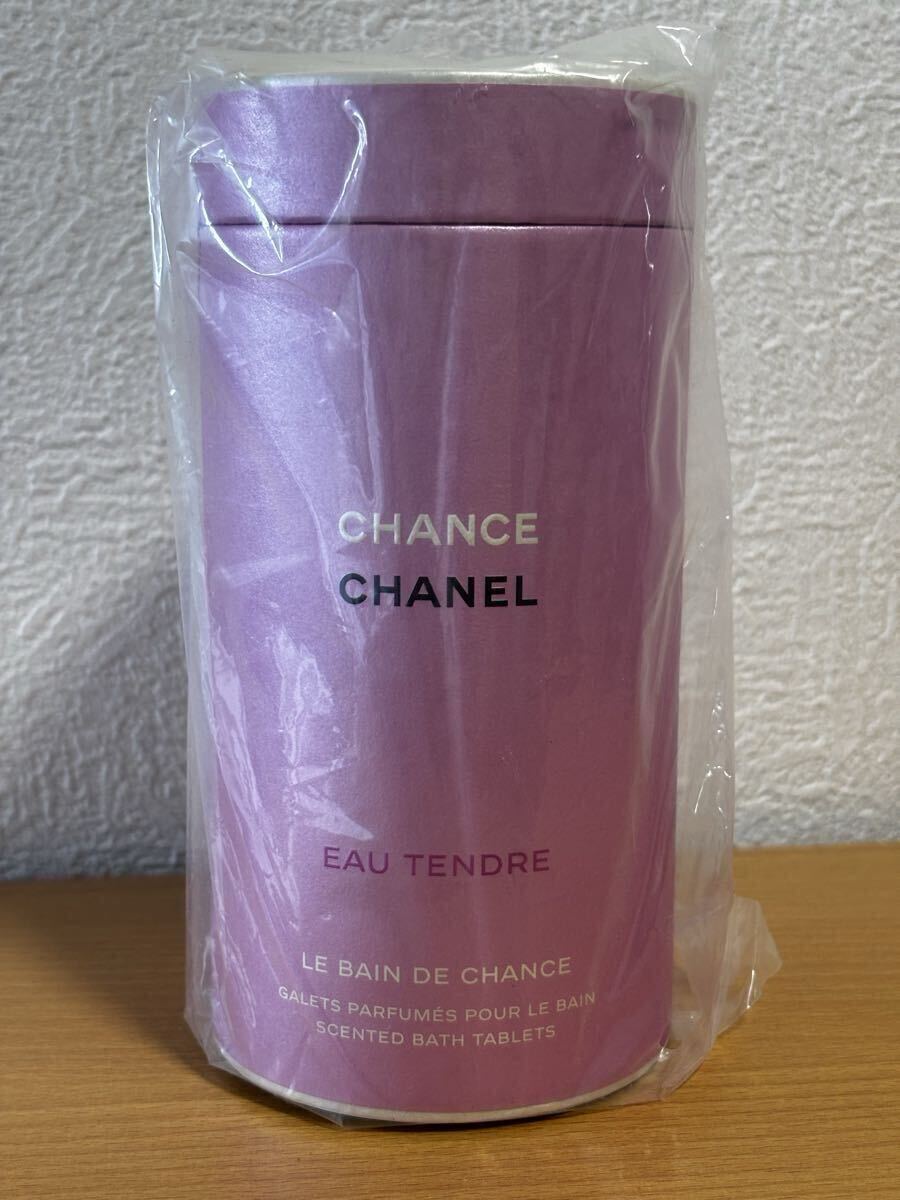 CHANCE
CHANEL
EAU TENDRE
LE BAIN DE CHANCE
GALETS PARFUMÉS POUR LE BAIN
SCENTED BATH TABLETS